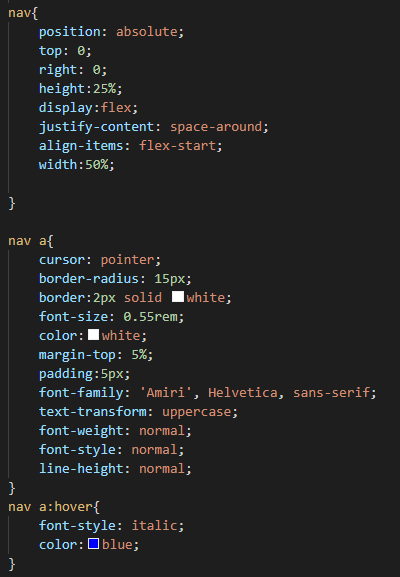 nav{
position: absolute;
top: 0;
right: 0;
height:25%;
display:flex;
justify-content: space-around;
align-items: flex-start;
width:50%;
}
nav a{
cursor: pointer;
border-radius: 15px;
border:2px solid white;
font-size: 0.55rem;
color:white;
margin-top: 5%;
padding:5px;
font-family: 'Amiri', Helvetica, sans-serif;
text-transform: uppercase;
font-weight: normal;
font-style: normal;
line-height: normal;
}
nav a:hover{
font-style: italic;
color:blue;
}